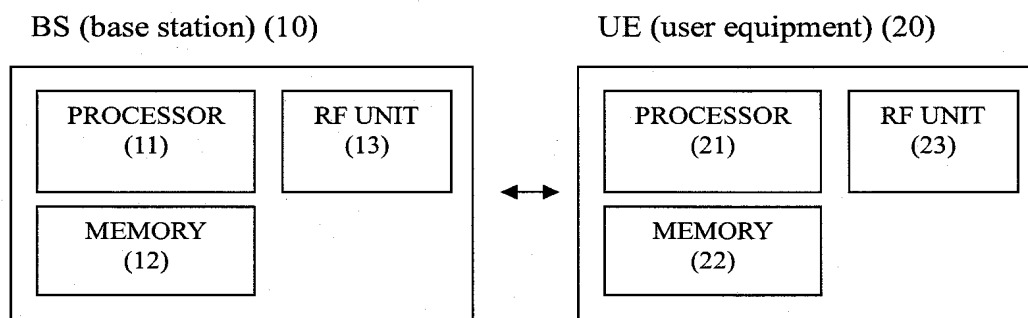 BS (base station) (10)
UE (user equipment) (20)
PROCESSOR
(11)
RF UNIT
(13)
MEMORY
(12)
PROCESSOR
(21)
RF UNIT
(23)
MEMORY
(22)